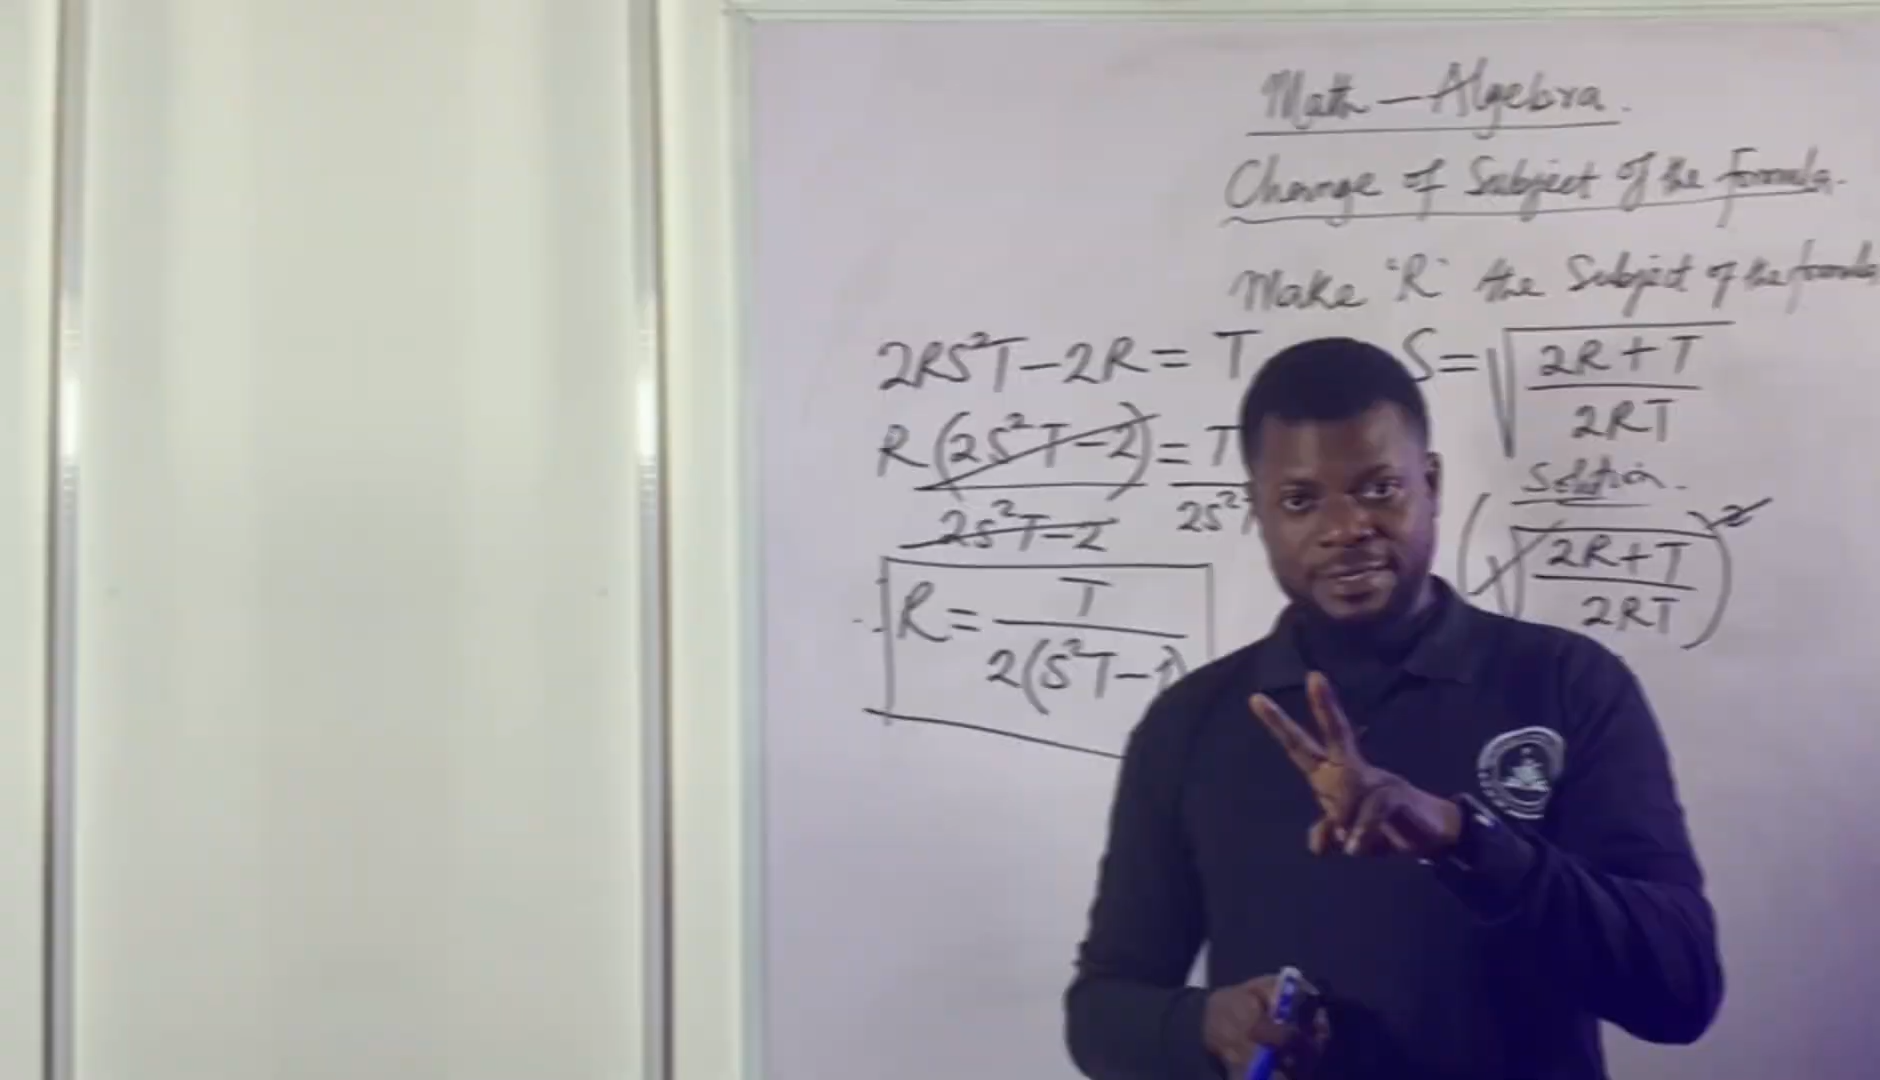 Math – Algebra.
Change of Subject of the formula.
Make 'R' the Subject of the formula
S = √((2R + T)/(2RT))
Solution.
(√((2R + T)/(2RT)))²
2RS²T – 2R = T
R(2S²T – 2) = T
2S²T – 2 2S²T
∴ R = T/(2(S²T – 1)